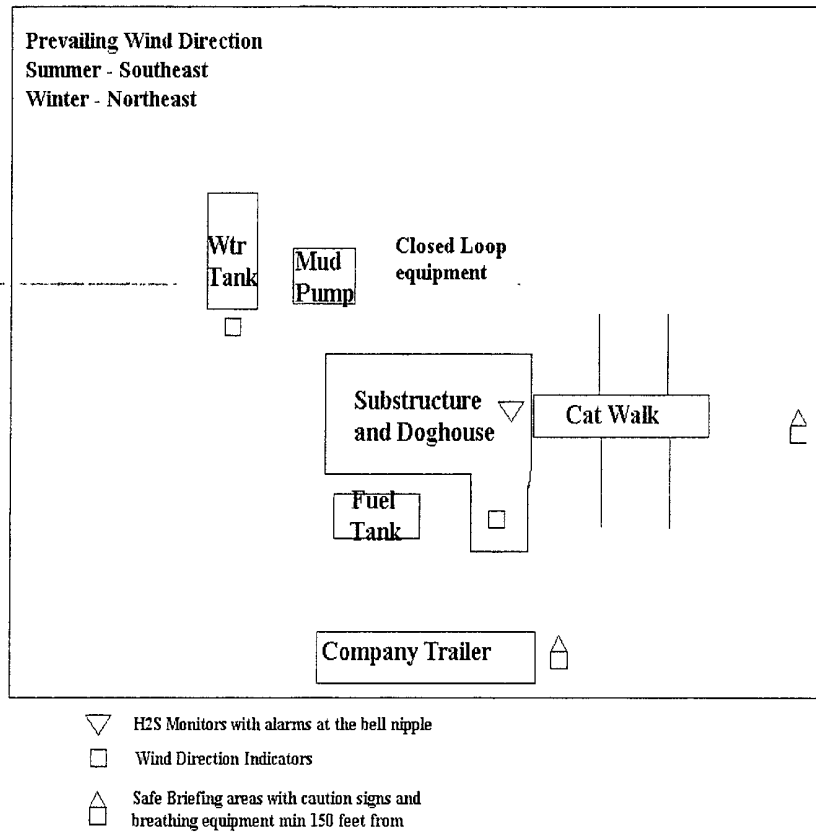 Prevailing Wind Direction
Summer - Southeast
Winter - Northeast
Wtr
Tank
Mud
Pump
Closed Loop
equipment
Substructure
and Doghouse
Cat Walk
Fuel
Tank
Company Trailer
H2S Monitors with alarms at the bell nipple
Wind Direction Indicators
Safe Briefing areas with caution signs and
breathing equipment min 150 feet from